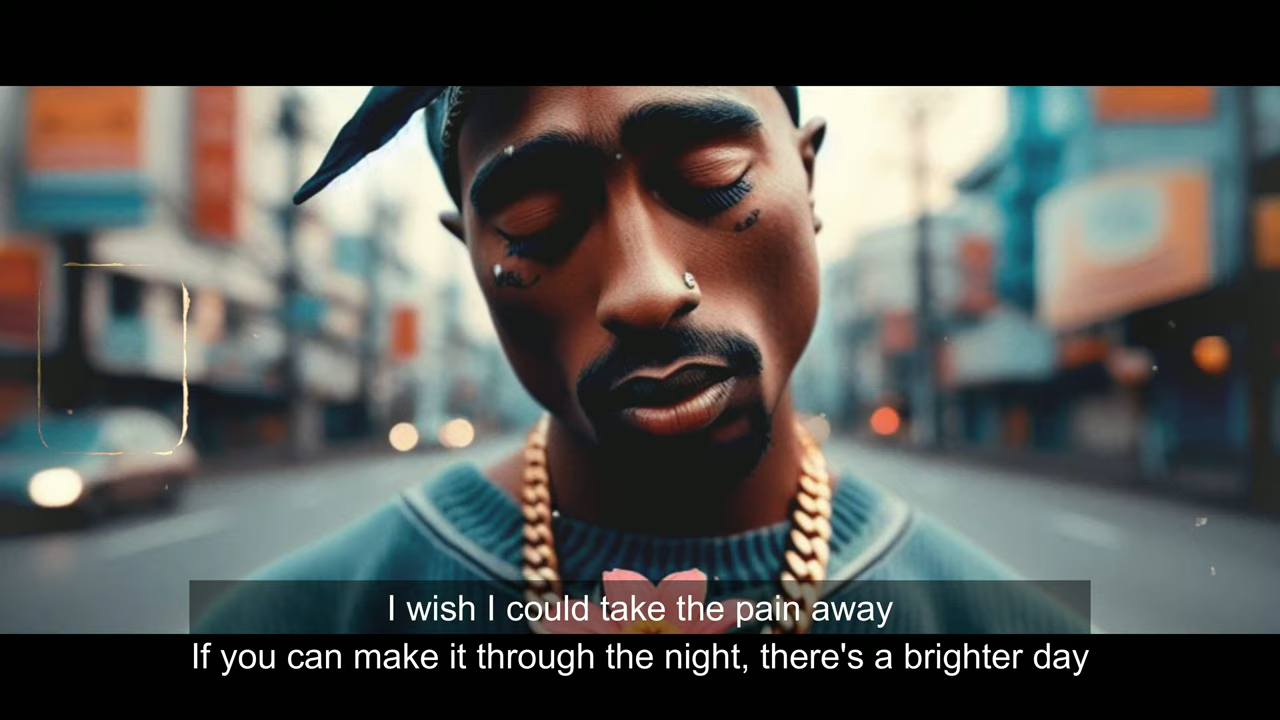 I wish I could take the pain away
If you can make it through the night, there's a brighter day